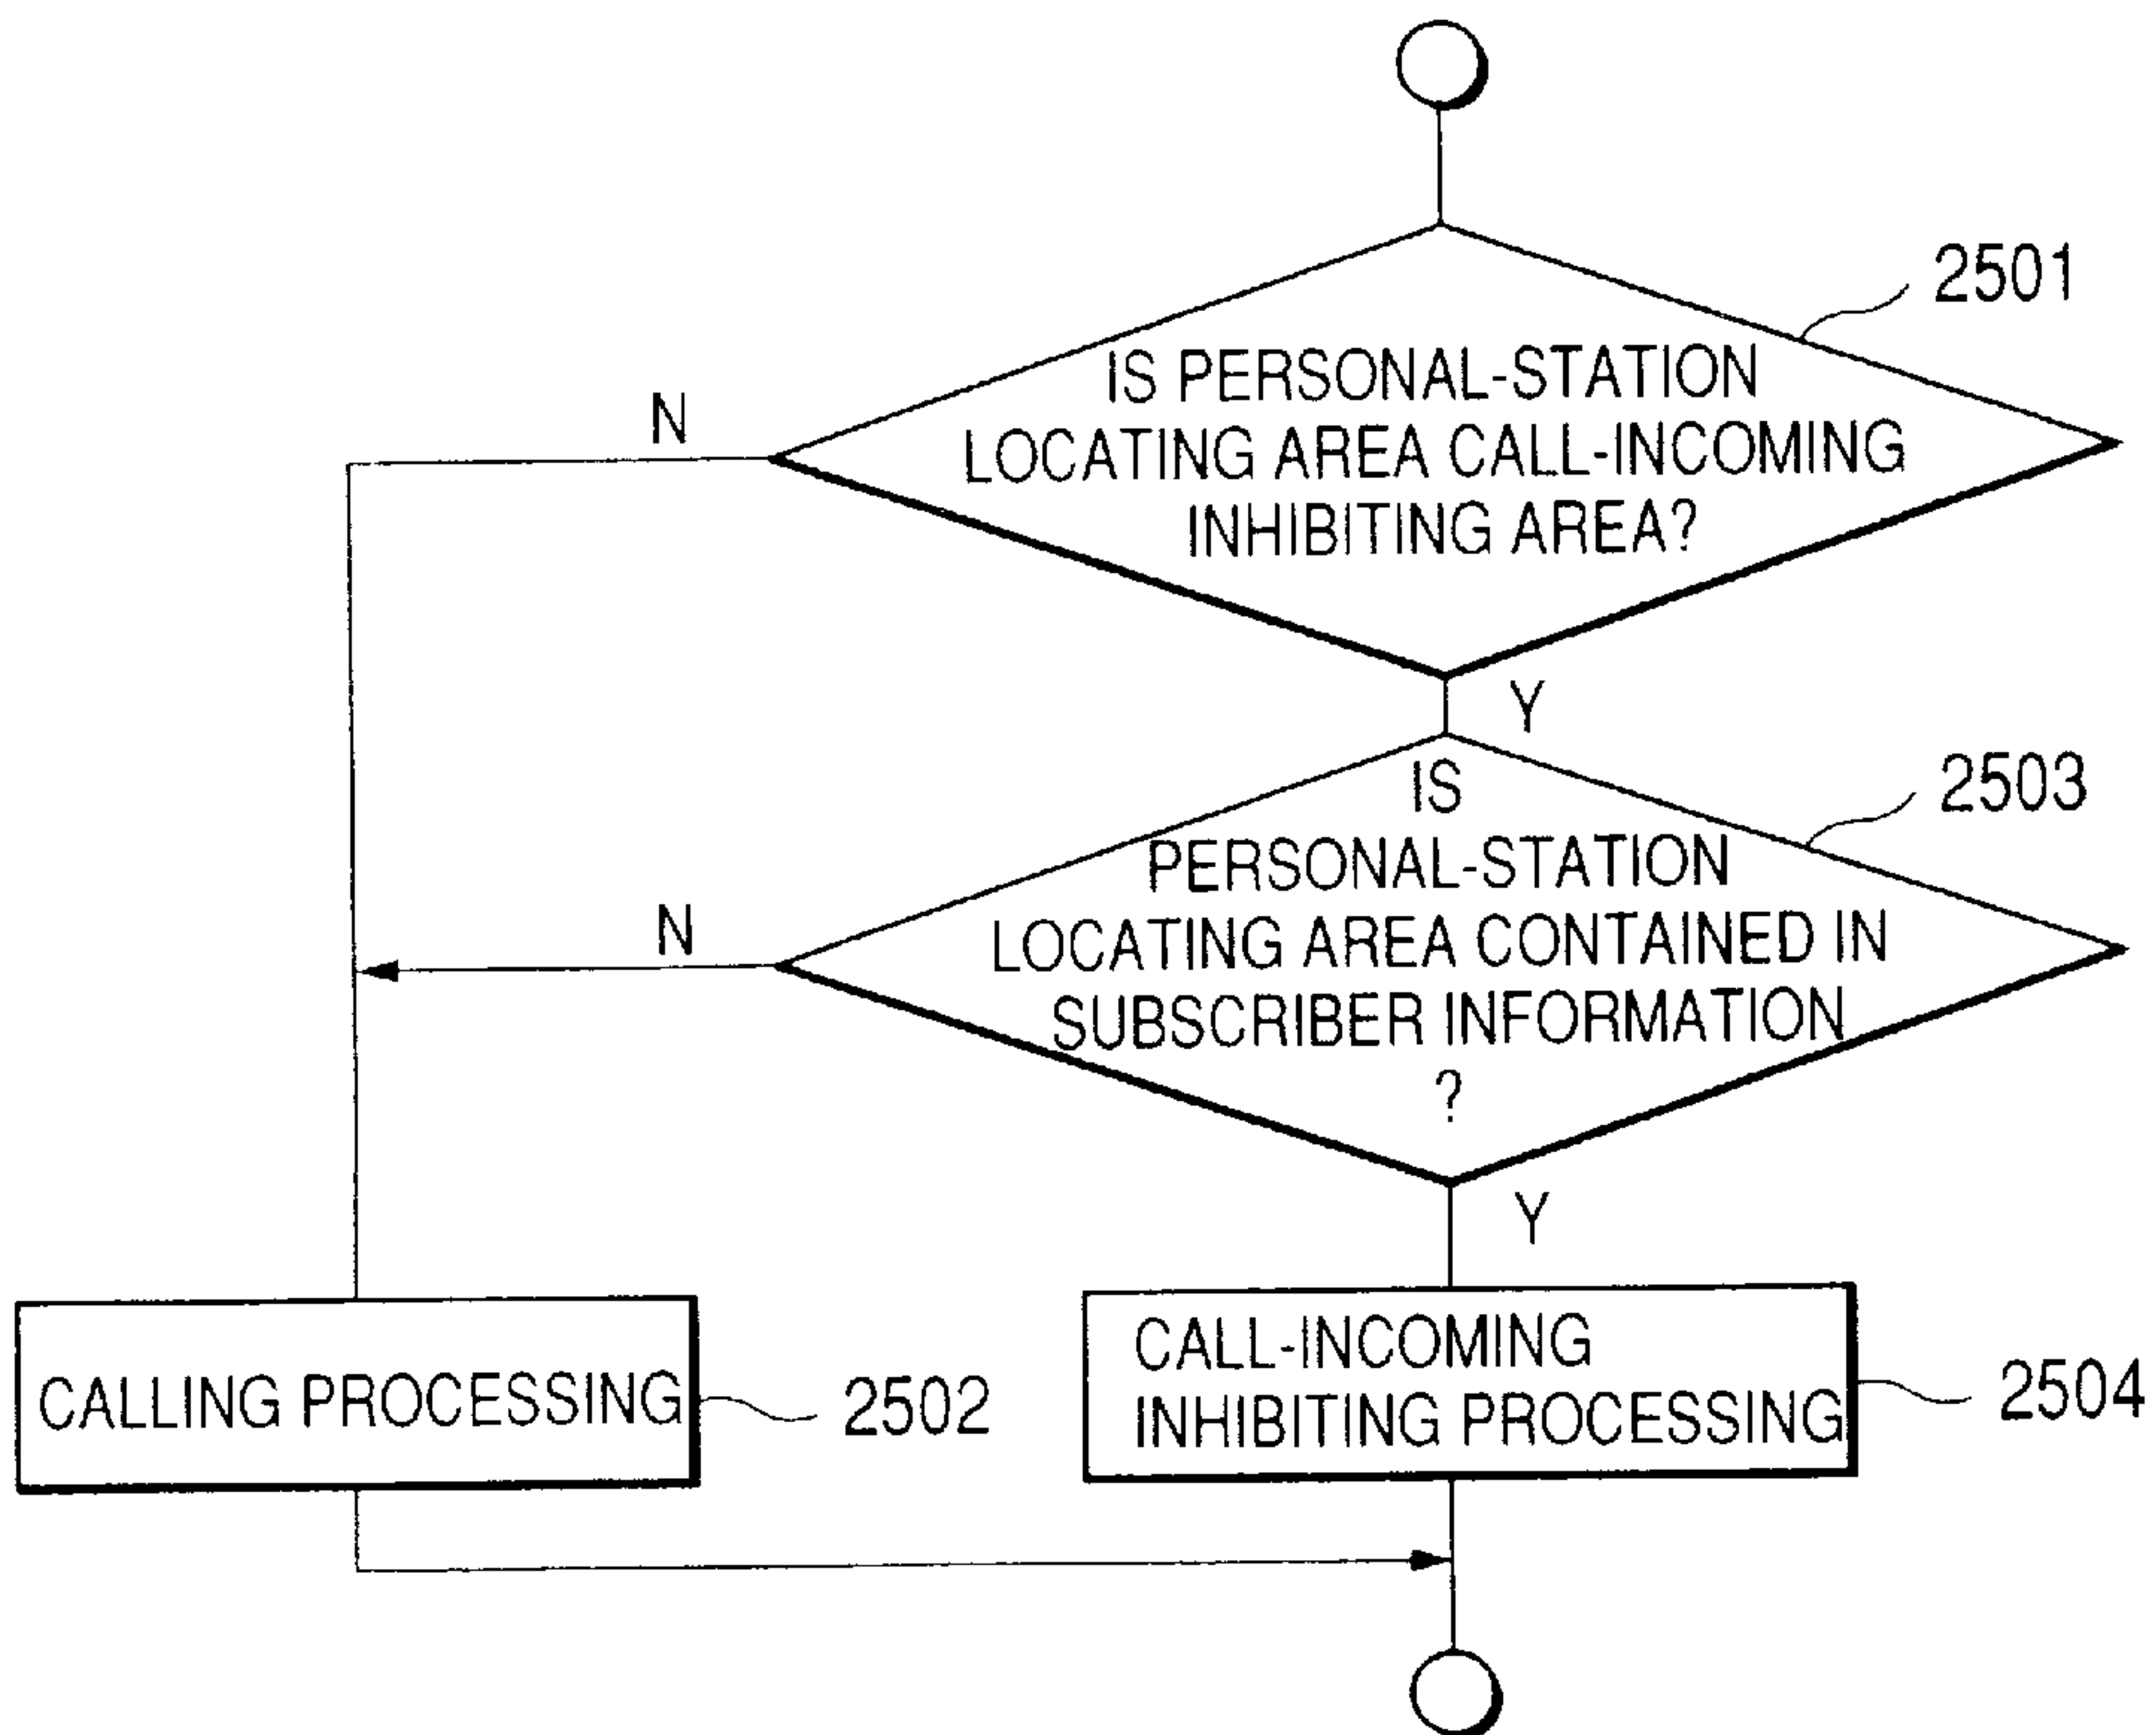 2501
IS PERSONAL-STATION
LOCATING AREA CALL-INCOMING
INHIBITING AREA?
N
Y
2503
IS
PERSONAL-STATION
LOCATING AREA CONTAINED IN
SUBSCRIBER INFORMATION
?
N
Y
CALLING PROCESSING
2502
CALL-INCOMING
INHIBITING PROCESSING
2504